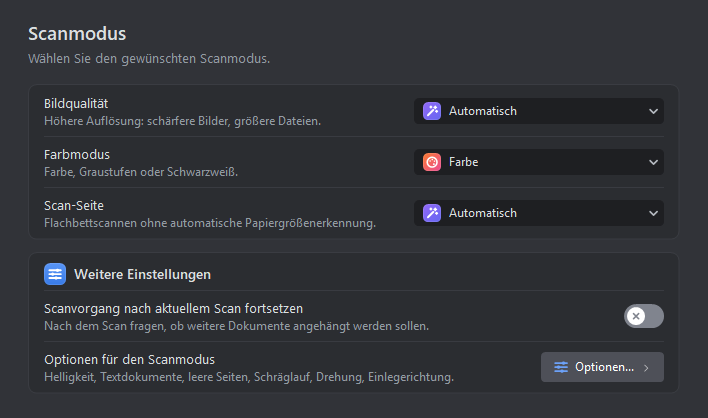 Scanmodus
Wählen Sie den gewünschten Scanmodus.
Bildqualität
Höhere Auflösung: schärfere Bilder, größere Dateien.
Automatisch
Farbmodus
Farbe, Graustufen oder Schwarzweiß.
Farbe
Scan-Seite
Flachbettscannen ohne automatische Papiergrößenerkennung.
Automatisch
Weitere Einstellungen
Scanvorgang nach aktuellem Scan fortsetzen
Nach dem Scan fragen, ob weitere Dokumente angehängt werden sollen.
Optionen für den Scanmodus
Helligkeit, Textdokumente, leere Seiten, Schräglauf, Drehung, Einlegerichtung.
Optionen...